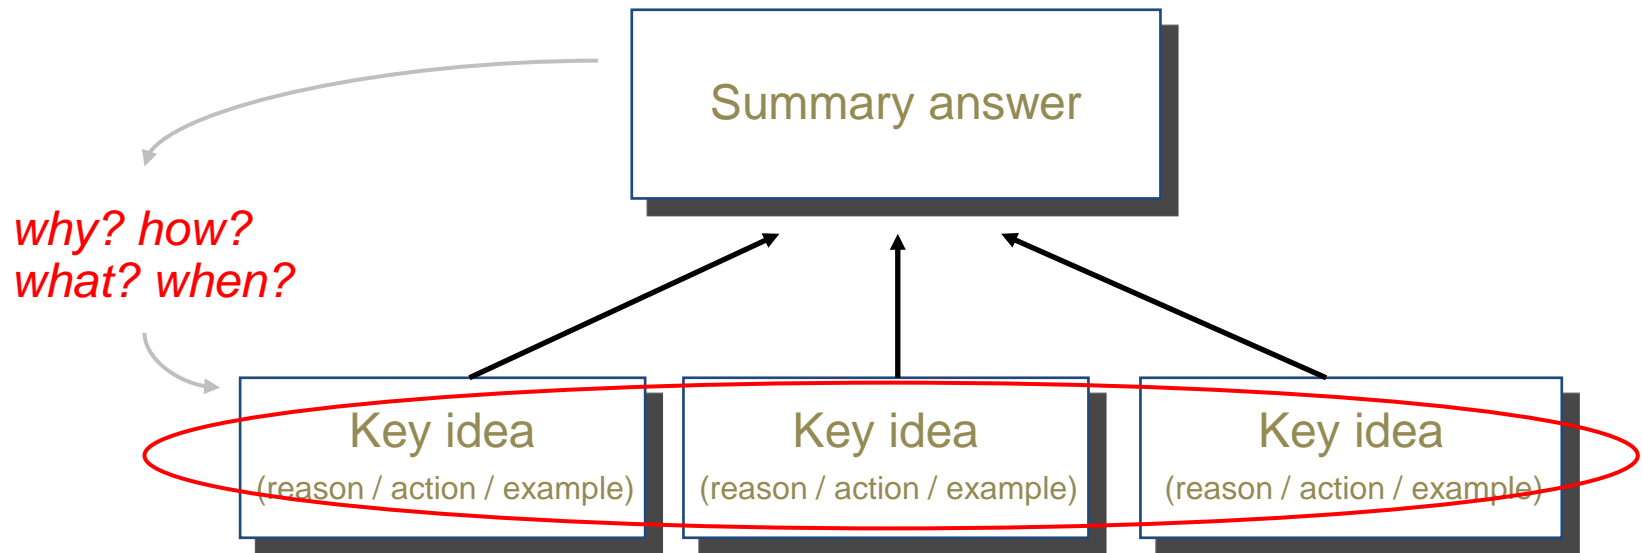 Summary answer
why? how?
what? when?
Key idea
(reason / action / example)
Key idea
(reason / action / example)
Key idea
(reason / action / example)